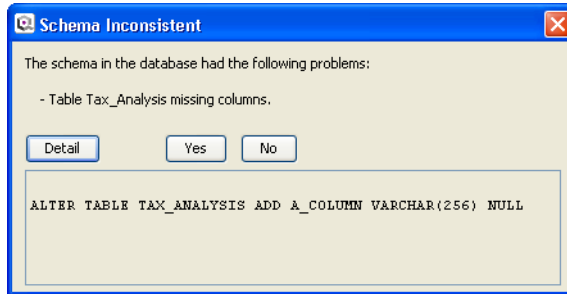 Schema Inconsistent
The schema in the database had the following problems:
- Table Tax_Analysis missing columns.
Detail Yes No
ALTER TABLE TAX_ANALYSIS ADD A_COLUMN VARCHAR(256) NULL